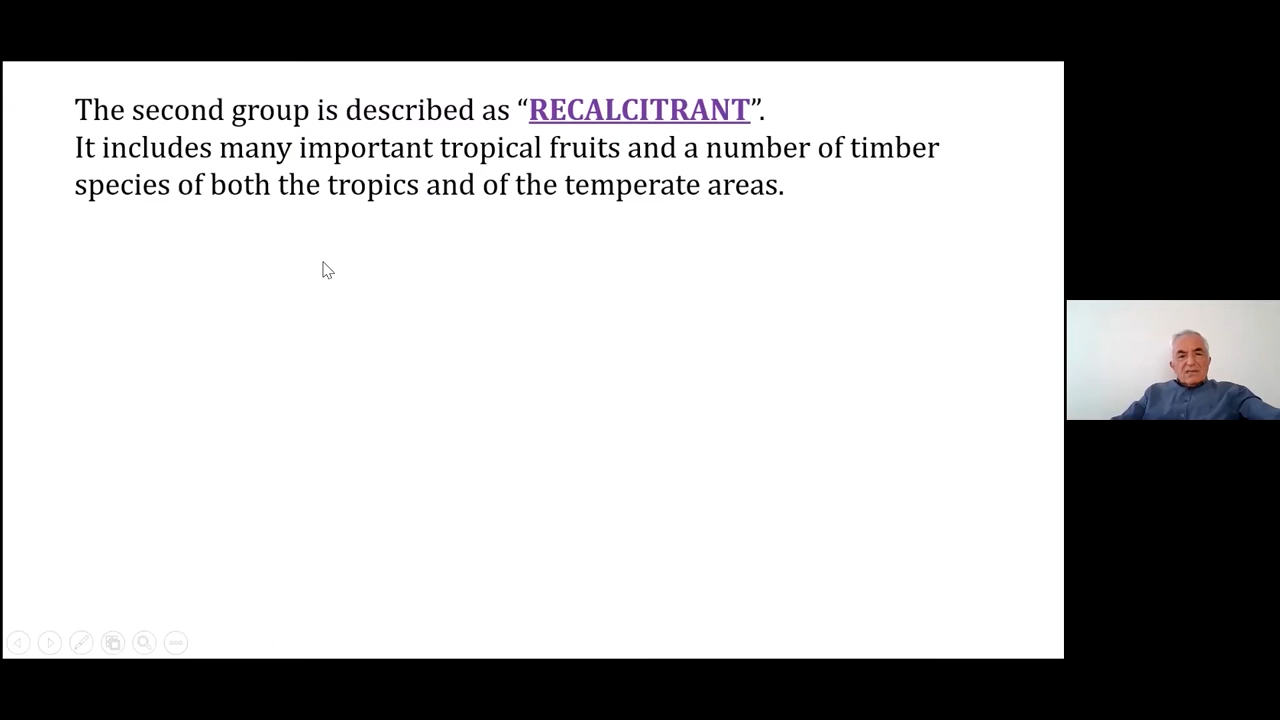 The second group is described as “RECALCITRANT”.
It includes many important tropical fruits and a number of timber
species of both the tropics and of the temperate areas.